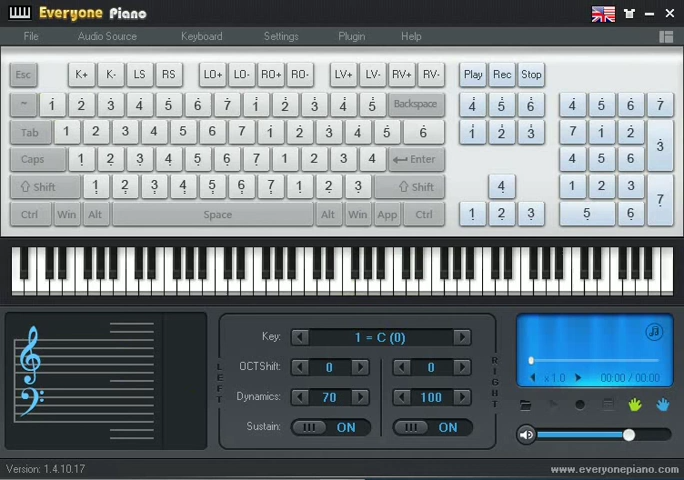 Everyone Piano
File Audio Source Keyboard Settings Plugin Help
Esc K+ K- LS RS LO+ LO- RO+ RO- LV+ LV- RV+ RV- Play Rec Stop
~ 1 2 3 4 5 6 7 1 2 3 4 5 Backspace 4 5 6 4 5 6 7
Tab 1 2 3 4 5 6 7 1 2 3 4 5 6 1 2 3 7 1 2 3
Caps 1 2 3 4 5 6 7 1 2 3 4 Enter 4 5 6
Shift 1 2 3 4 5 6 7 1 2 3 Shift 4 1 2 3 7
Ctrl Win Alt Space Alt Win App Ctrl 1 2 3 5 6
Key: 1 = C (0)
OCTShift: 0 0
Dynamics: 70 100
Sustain: ON ON
LEFT
RIGHT
x 1.0 00:00 / 00:00
Version: 1.4.10.17 www.everyonepiano.com